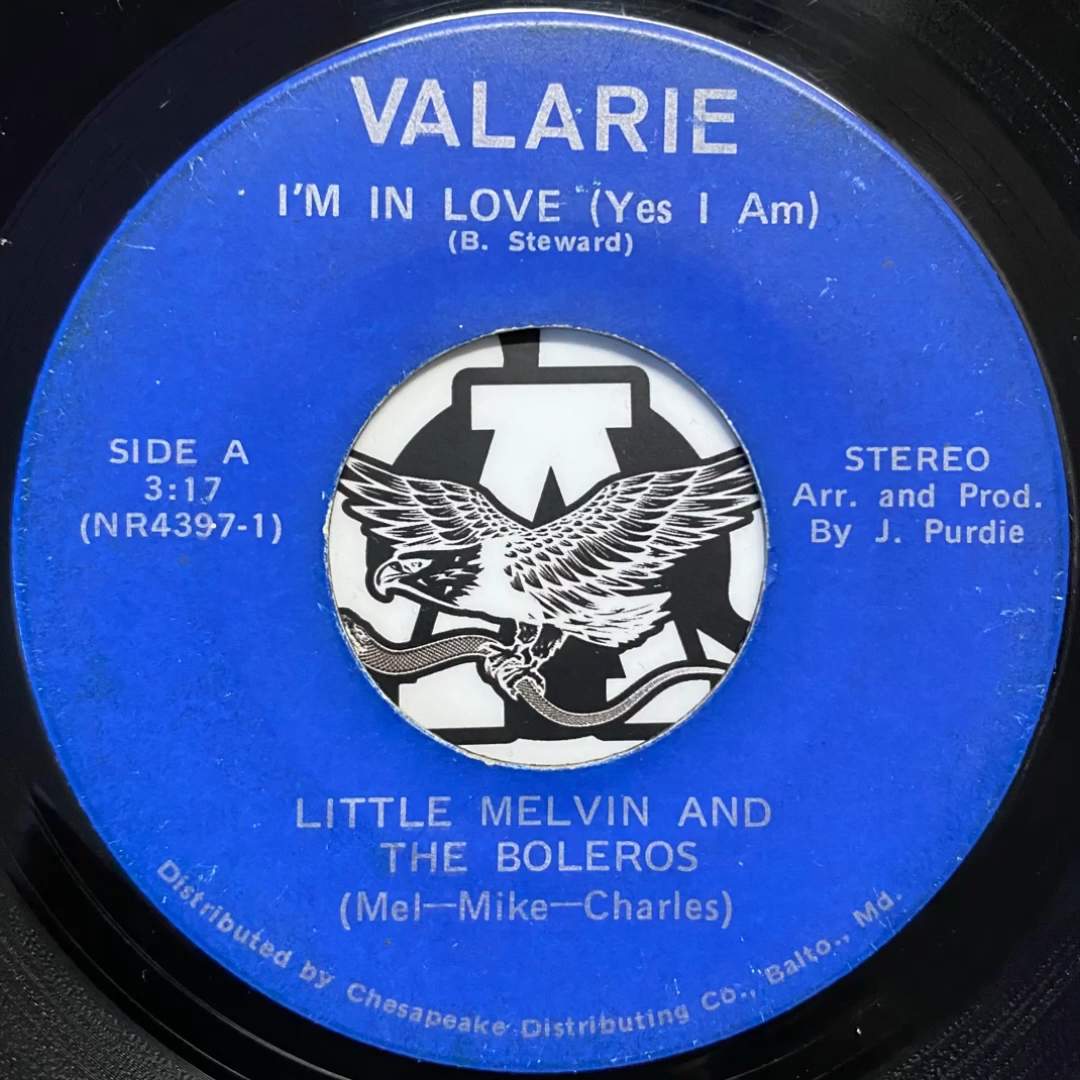 VALARIE
I'M IN LOVE (Yes I Am)
(B. Steward)
SIDE A
3:17
(NR4397-1)
STEREO
Arr. and Prod.
By J. Purdie
LITTLE MELVIN AND
THE BOLEROS
(Mel—Mike—Charles)
Distributed by Chesapeake Distributing Co., Balto., Md.